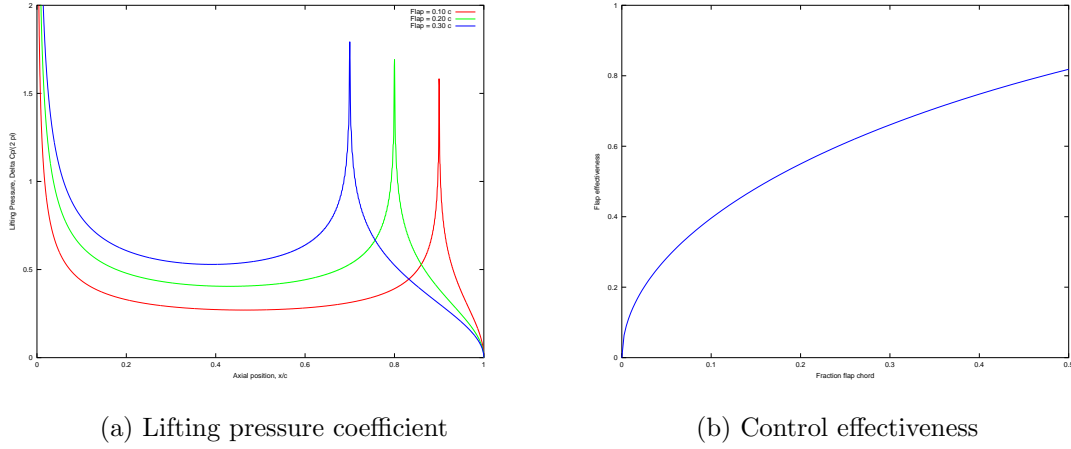 Flap = 0.10 c
Flap = 0.20 c
Flap = 0.30 c
2
1.5
1
0.5
0
Lifting Pressure, Delta Cp/(2 pi)
0 0.2 0.4 0.6 0.8 1
Axial position, x/c
(a) Lifting pressure coefficient
1
0.8
0.6
0.4
0.2
0
Flap effectiveness
0 0.1 0.2 0.3 0.4 0.5
Fraction flap chord
(b) Control effectiveness